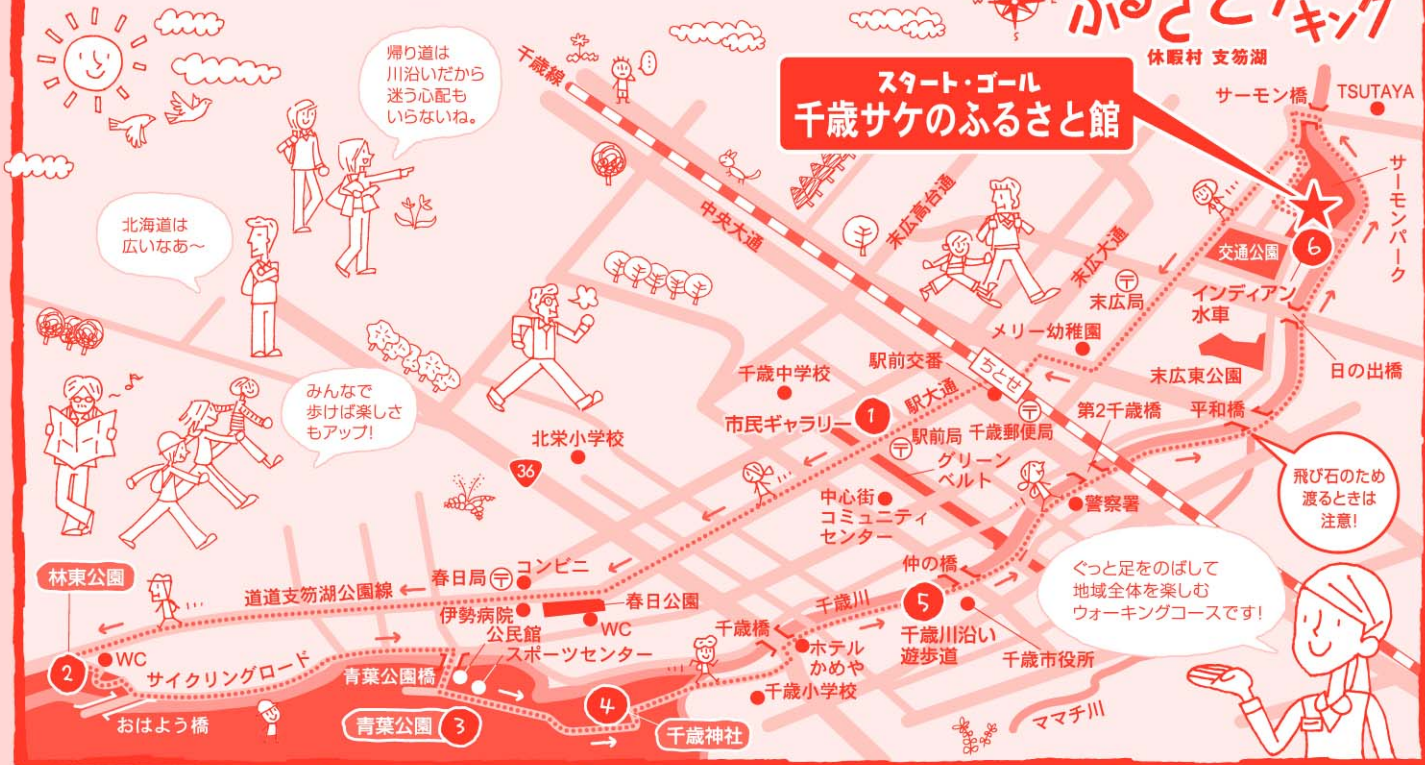 ふるさとウォーキング
休暇村 支笏湖
スタート・ゴール
千歳サケのふるさと館
帰り道は
川沿いだから
迷う心配も
いらないね。
北海道は
広いなあ〜
みんなで
歩けば楽しさ
もアップ!
千歳線
中央大通
末広高台通
末広大通
サーモン橋
TSUTAYA
サーモンパーク
交通公園
6
インディアン
水車
〒
末広局
メリー幼稚園
日の出橋
末広東公園
平和橋
飛び石のため
渡るときは
注意!
駅前交番
ちとせ
千歳中学校
駅大通
市民ギャラリー
1
〒
千歳郵便局
第2千歳橋
〒
駅前局
グリーン
ベルト
北栄小学校
36
中心街
コミュニティ
センター
警察署
仲の橋
ぐっと足をのばして
地域全体を楽しむ
ウォーキングコースです!
林東公園
道道支笏湖公園線
春日局
〒
コンビニ
伊勢病院
春日公園
WC
公民館
スポーツセンター
千歳橋
千歳川
5
千歳川沿い
遊歩道
千歳市役所
ホテル
かめや
千歳小学校
ママチ川
2
WC
サイクリングロード
おはよう橋
青葉公園橋
青葉公園
3
4
千歳神社